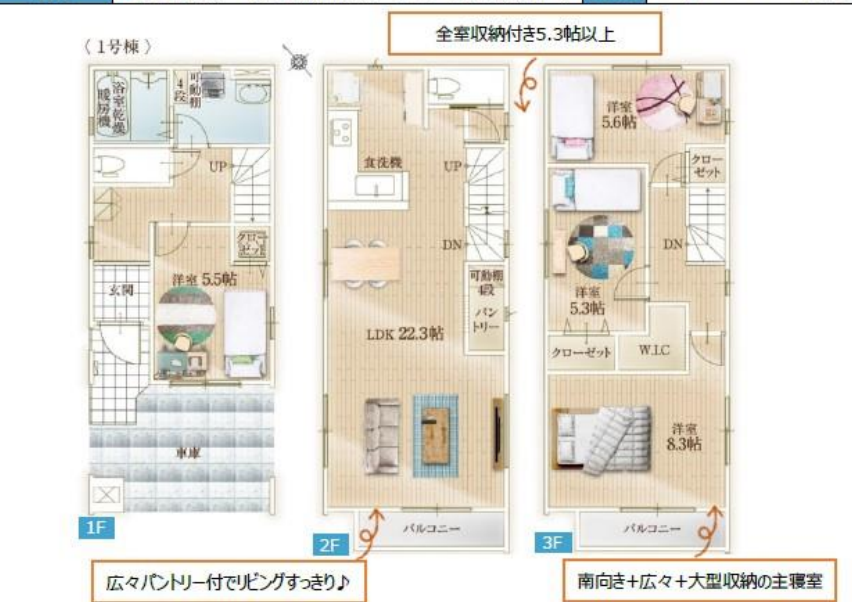 全室収納付き5.3帖以上
〈 1号棟 〉
浴室乾燥
暖房機
可動棚
4段
UP
クロー
ゼット
洋室 5.5帖
玄関
車庫
1F
食洗機
UP
DN
可動棚
4段
パン
トリー
LDK 22.3帖
バルコニー
2F
洋室
5.6帖
クロー
ゼット
DN
洋室
5.3帖
クローゼット
W.I.C
洋室
8.3帖
バルコニー
3F
広々パントリー付でリビングすっきり♪
南向き+広々+大型収納の主寝室